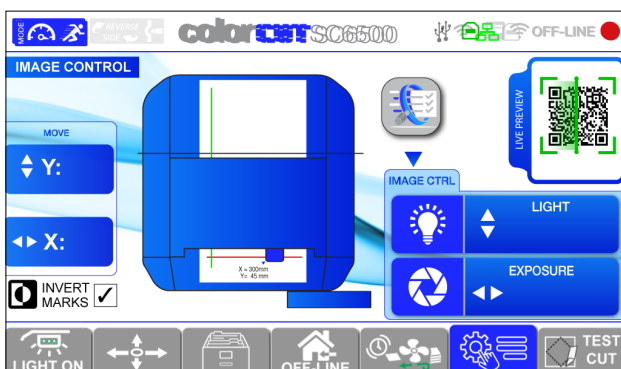 MODE
REVERSE
SIDE
colorCUT SC6500
OFF-LINE
IMAGE CONTROL
MOVE
Y:
X:
INVERT
MARKS
X = 300mm
Y= 45 mm
LIVE PREVIEW
IMAGE CTRL
LIGHT
EXPOSURE
LIGHT ON
OFF-LINE
TEST
CUT